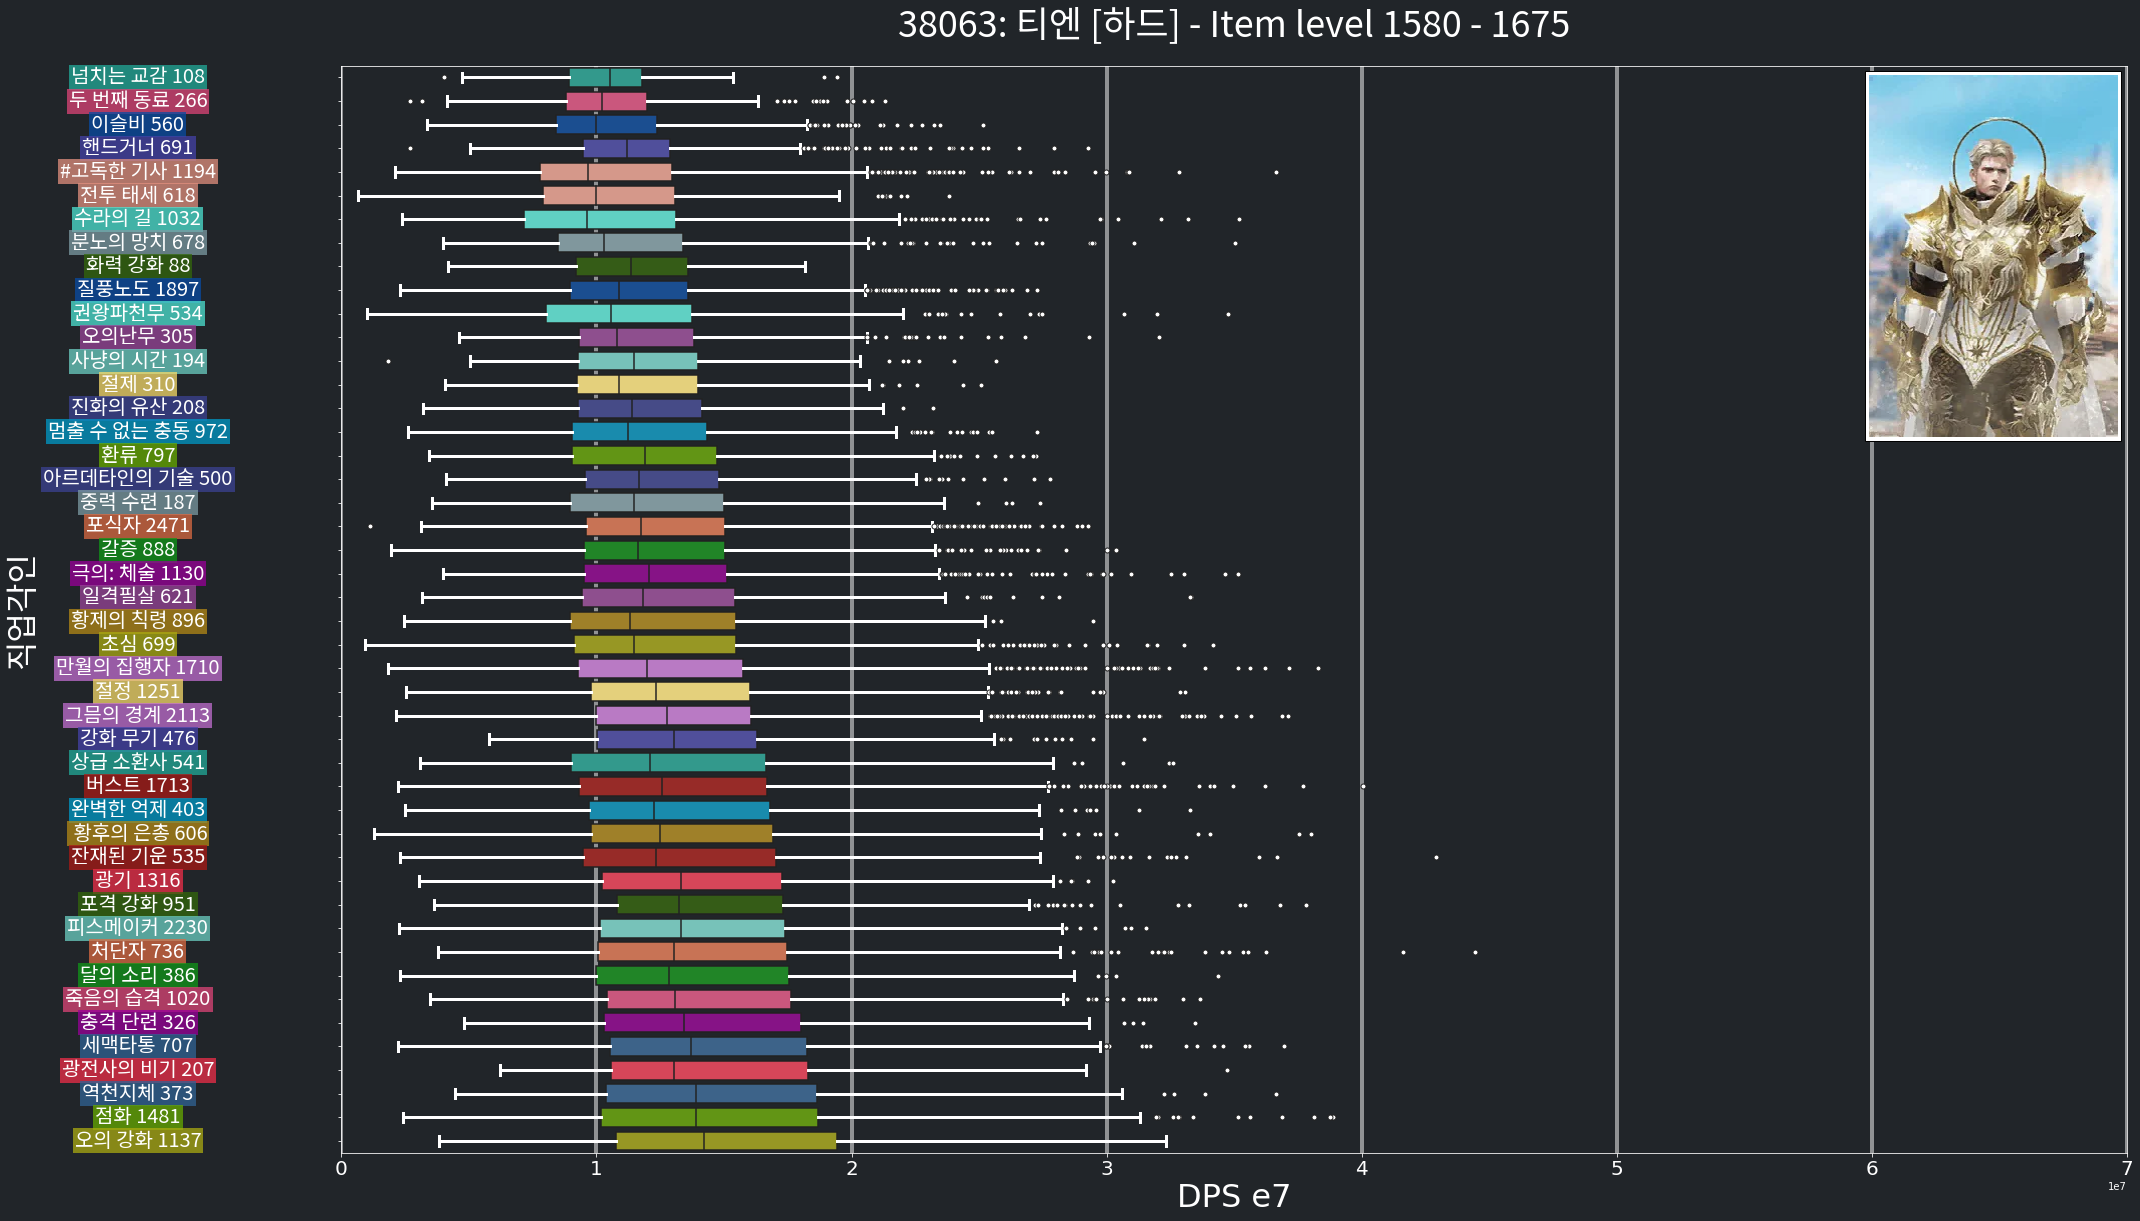 38063: 티엔 [하드] - Item level 1580 - 1675
직업각인
넘치는 교감 108
두 번째 동료 266
이슬비 560
핸드거너 691
#고독한 기사 1194
전투 태세 618
수라의 길 1032
분노의 망치 678
화력 강화 88
질풍노도 1897
권왕파천무 534
오의난무 305
사냥의 시간 194
절제 310
진화의 유산 208
멈출 수 없는 충동 972
환류 797
아르데타인의 기술 500
중력 수련 187
포식자 2471
갈증 888
극의: 체술 1130
일격필살 621
황제의 칙령 896
초심 699
만월의 집행자 1710
절정 1251
그믐의 경계 2113
강화 무기 476
상급 소환사 541
버스트 1713
완벽한 억제 403
황후의 은총 606
잔재된 기운 535
광기 1316
포격 강화 951
피스메이커 2230
처단자 736
달의 소리 386
죽음의 습격 1020
충격 단련 326
세맥타통 707
광전사의 비기 207
역천지체 373
점화 1481
오의 강화 1137
0 1 2 3 4 5 6 7
DPS e7
1e7